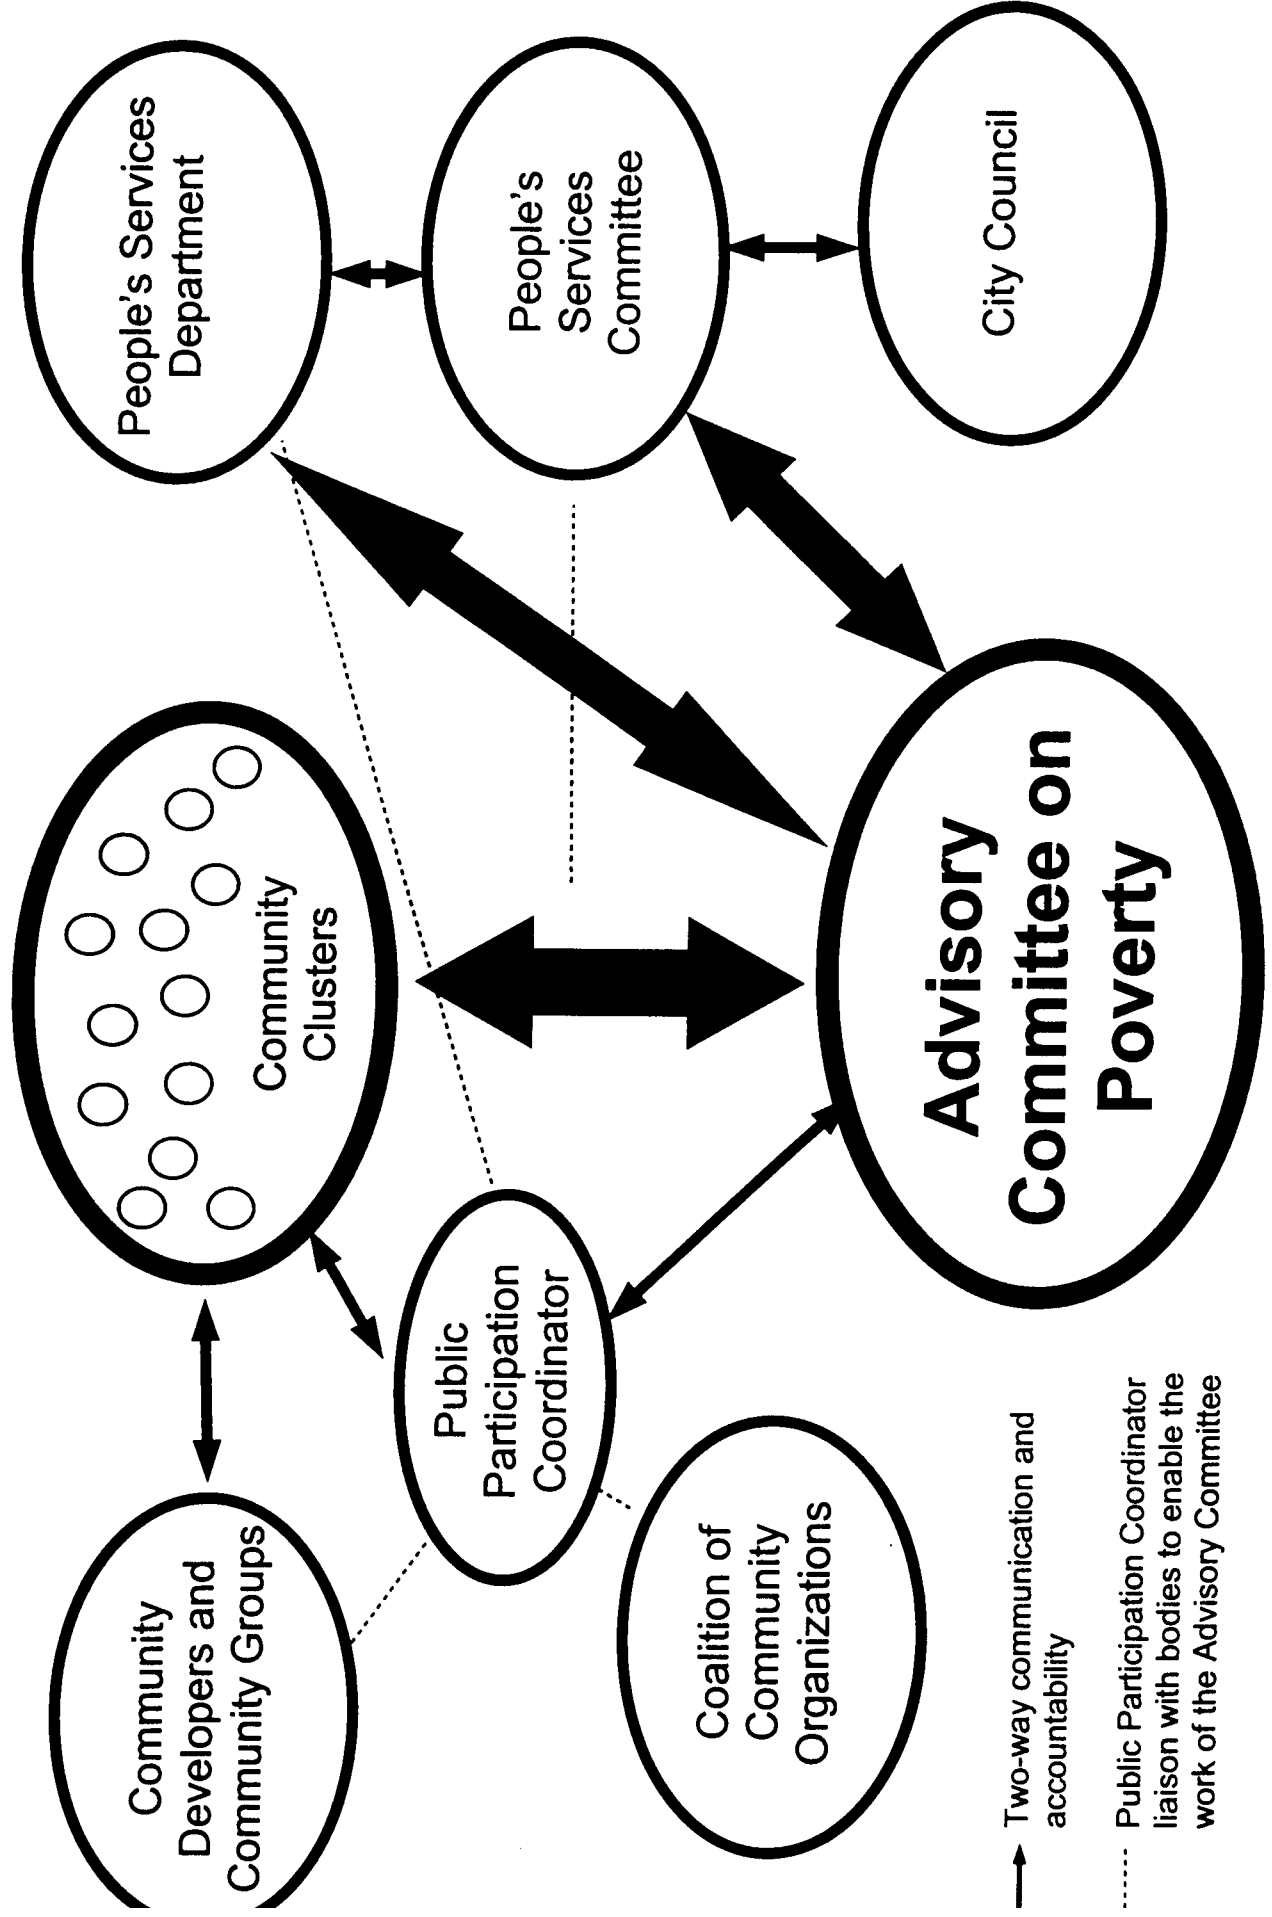 Community
Developers and
Community Groups
Community
Clusters
People's Services
Department
Public
Participation
Coordinator
People's
Services
Committee
Coalition of
Community
Organizations
Advisory
Committee on
Poverty
City Council
Two-way communication and
accountability
Public Participation Coordinator
liaison with bodies to enable the
work of the Advisory Committee